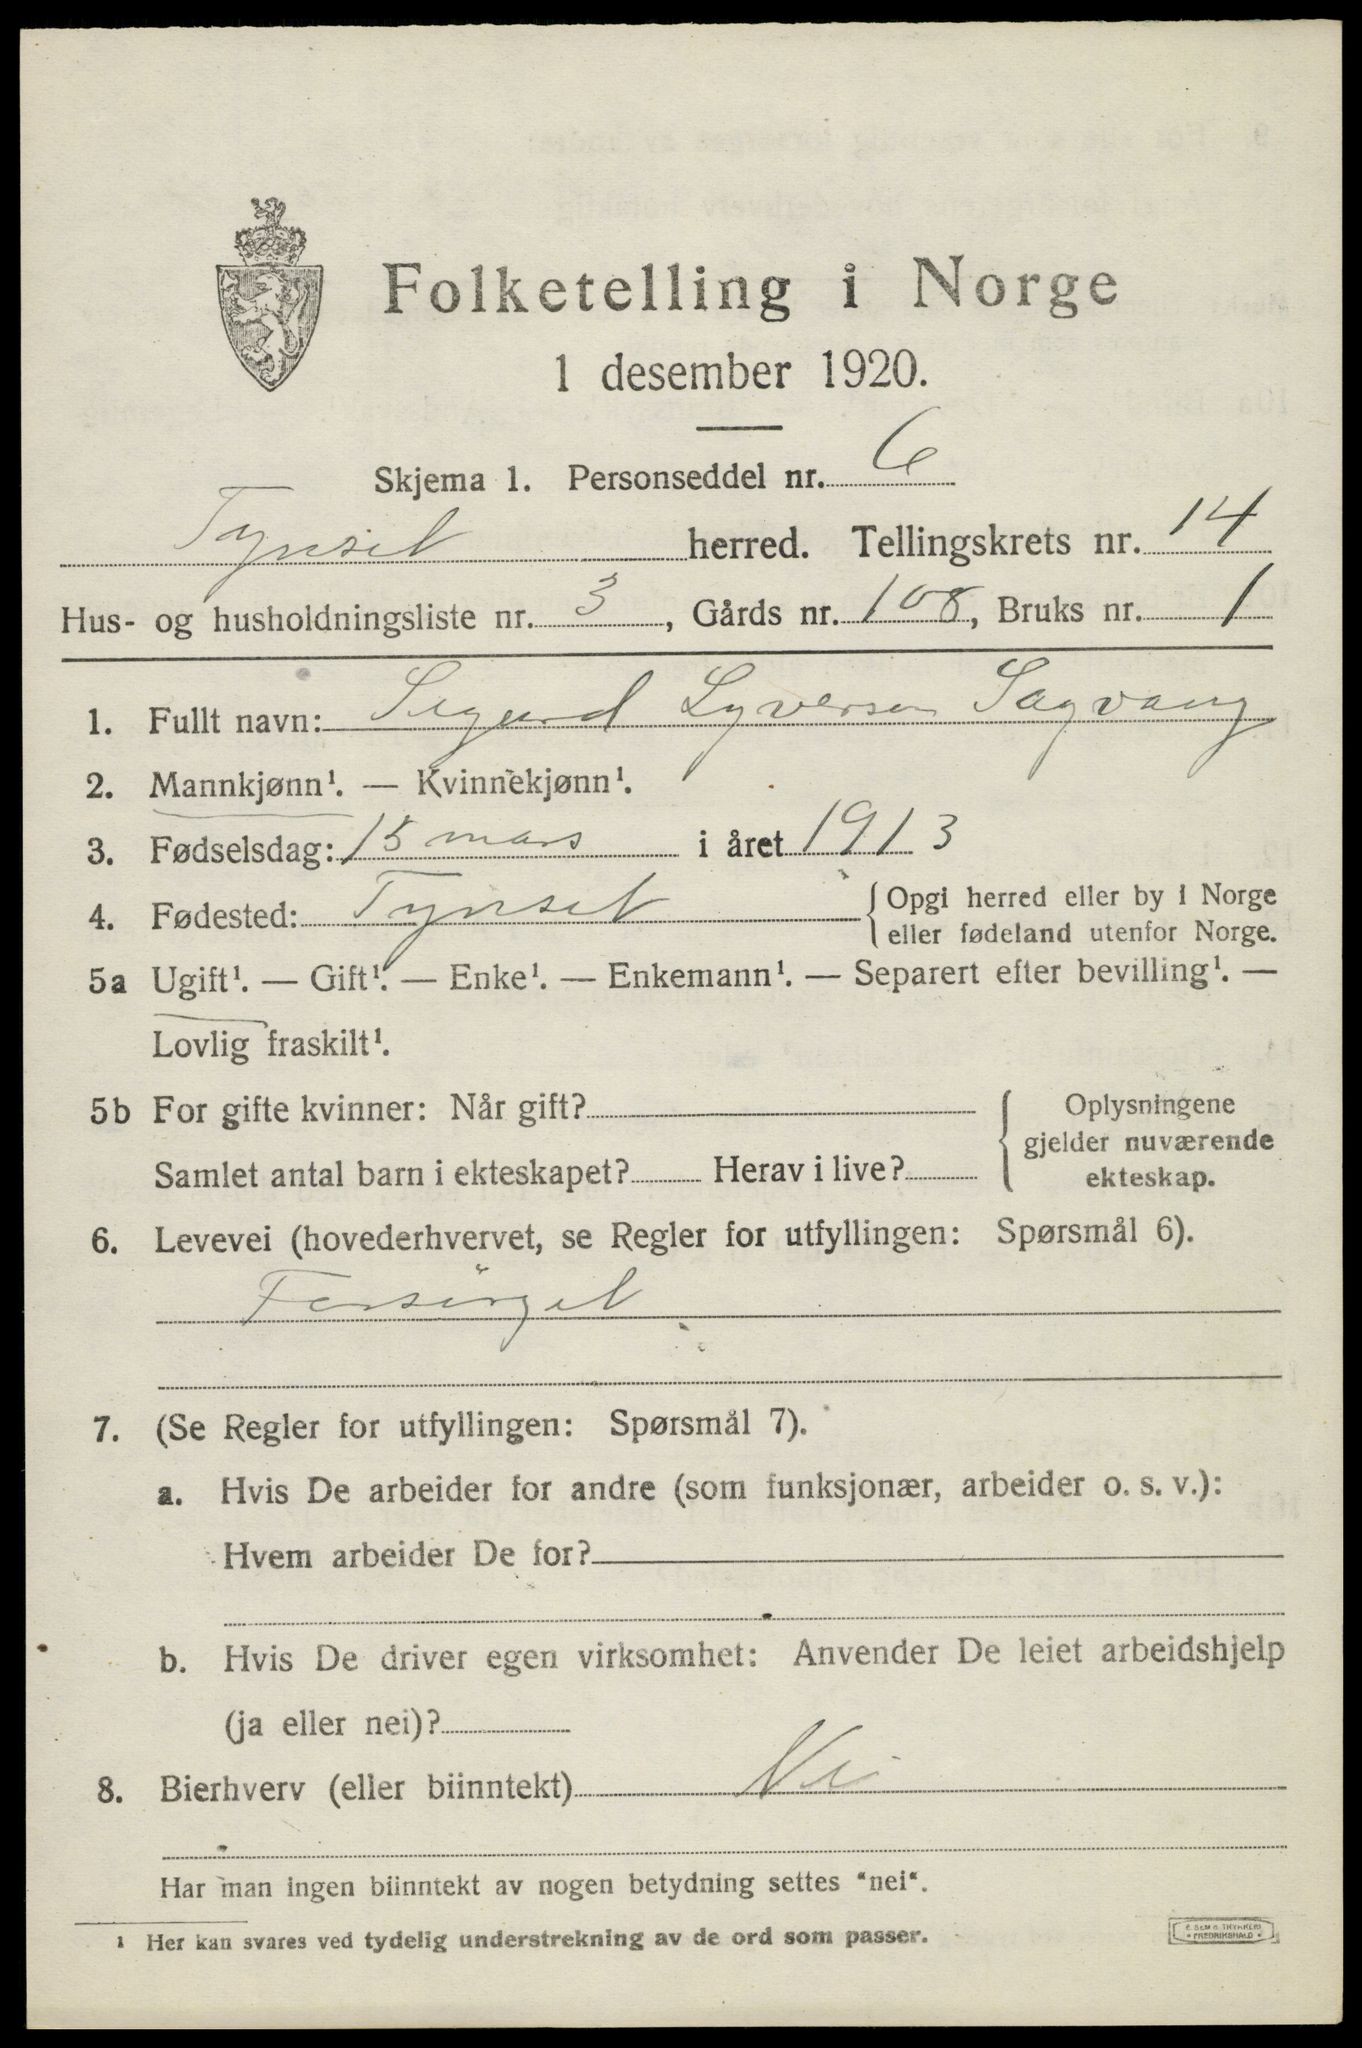 Folketelling i Norge
1 desember 1920.
Skjema 1. Personseddel nr. 6
Tynset herred. Tellingskrets nr. 14
Hus- og husholdningsliste nr. 3, Gårds nr. 108, Bruks nr. 1
1. Fullt navn: Sigurd Syversen Sagvang
2. Mannkjønn¹. — Kvinnekjønn¹.
3. Fødselsdag: 15 mars i året 1913
4. Fødested: Tynset { Opgi herred eller by i Norge
eller fødeland utenfor Norge.
5a Ugift¹. — Gift¹. — Enke¹. — Enkemann¹. — Separert efter bevilling¹. —
Lovlig fraskilt¹.
5b For gifte kvinner: Når gift?
Samlet antal barn i ekteskapet? Herav i live?
{ Oplysningene
gjelder nuværende
ekteskap.
6. Levevei (hovederhvervet, se Regler for utfyllingen: Spørsmål 6).
Forsörget
7. (Se Regler for utfyllingen: Spørsmål 7).
a. Hvis De arbeider for andre (som funksjonær, arbeider o. s. v.):
Hvem arbeider De for?
b. Hvis De driver egen virksomhet: Anvender De leiet arbeidshjelp
(ja eller nei)?
8. Bierhverv (eller biinntekt) Nei
Har man ingen biinntekt av nogen betydning settes "nei".
¹ Her kan svares ved tydelig understrekning av de ord som passer.
E. SEM'S TRYKKERI
* FREDRIKSHALD *